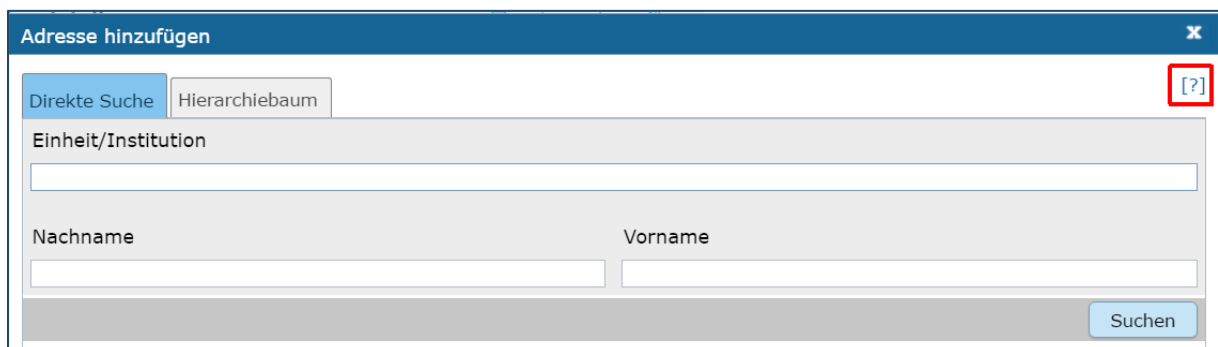 Adresse hinzufügen x
Direkte Suche Hierarchiebaum [?]
Einheit/Institution
Nachname Vorname
Suchen